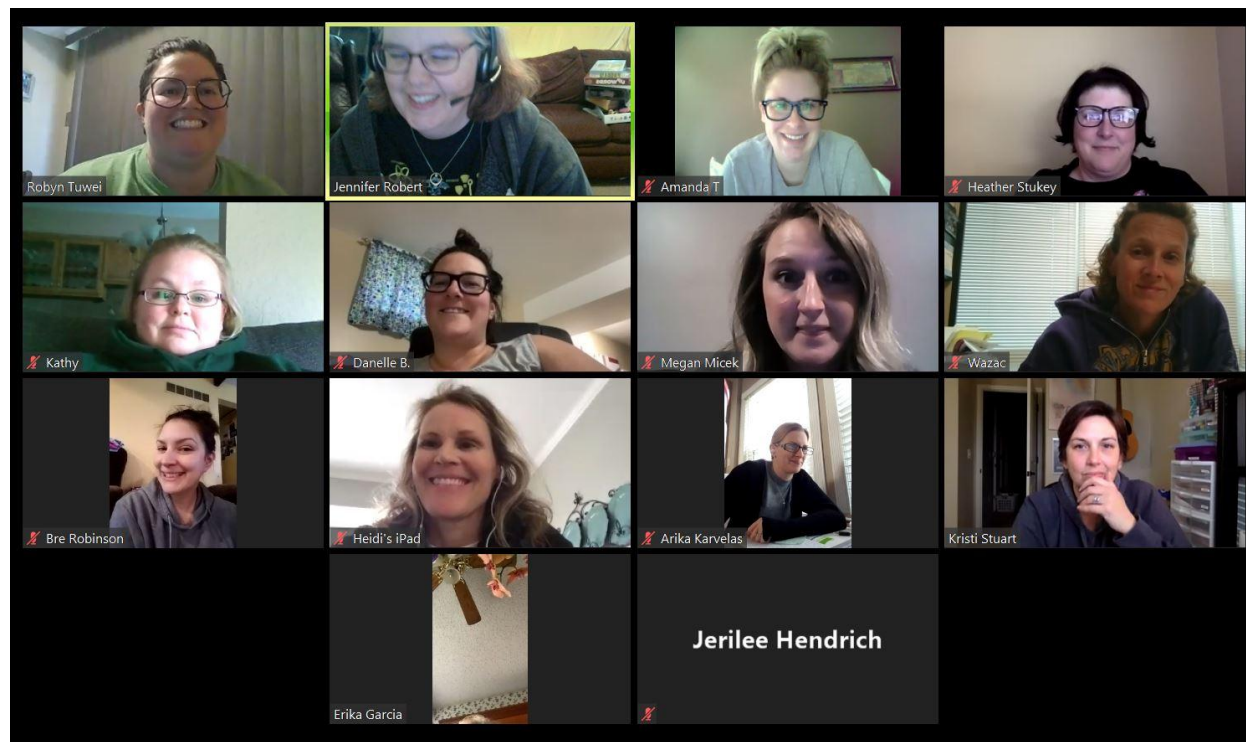 Robyn Tuwei
Jennifer Robert
Amanda T
Heather Stukey
Kathy
Danelle B.
Megan Micek
Wazac
Bre Robinson
Heidi's iPad
Arika Karvelas
Kristi Stuart
Erika Garcia
Jerilee Hendrich